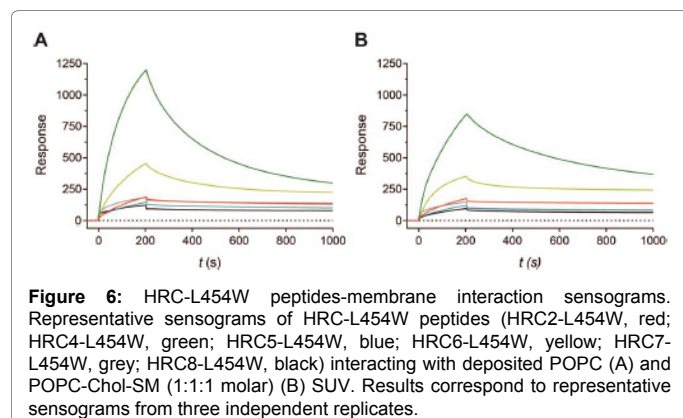 A
B
1250
1000
750
500
250
0
Response
0
200
400
600
800
1000
t (s)
1250
1000
750
500
250
0
Response
0
200
400
600
800
1000
t (s)
Figure 6: HRC-L454W peptides-membrane interaction sensograms.
Representative sensograms of HRC-L454W peptides (HRC2-L454W, red;
HRC4-L454W, green; HRC5-L454W, blue; HRC6-L454W, yellow; HRC7-
L454W, grey; HRC8-L454W, black) interacting with deposited POPC (A) and
POPC-Chol-SM (1:1:1 molar) (B) SUV. Results correspond to representative
sensograms from three independent replicates.